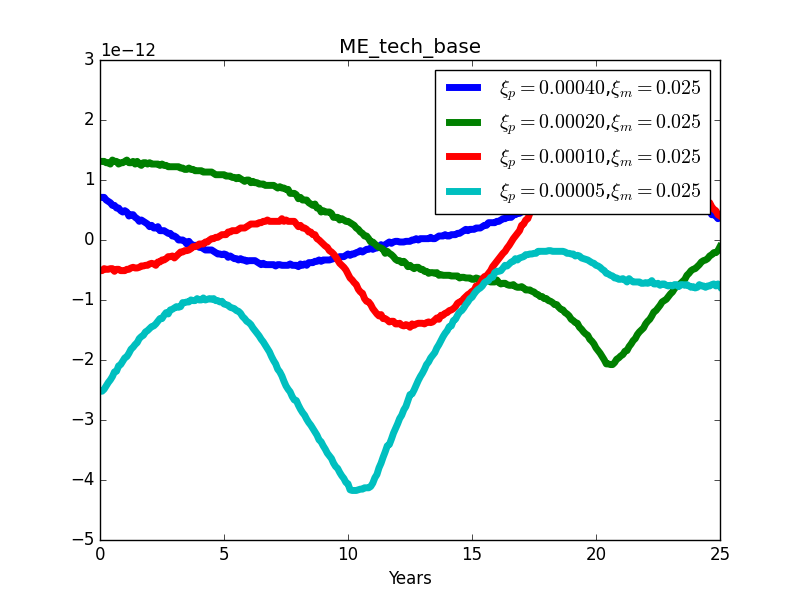 ME_tech_base
1e−12
3
2
1
0
−1
−2
−3
−4
−5
ξp = 0.00040,ξm = 0.025
ξp = 0.00020,ξm = 0.025
ξp = 0.00010,ξm = 0.025
ξp = 0.00005,ξm = 0.025
0 5 10 15 20 25
Years